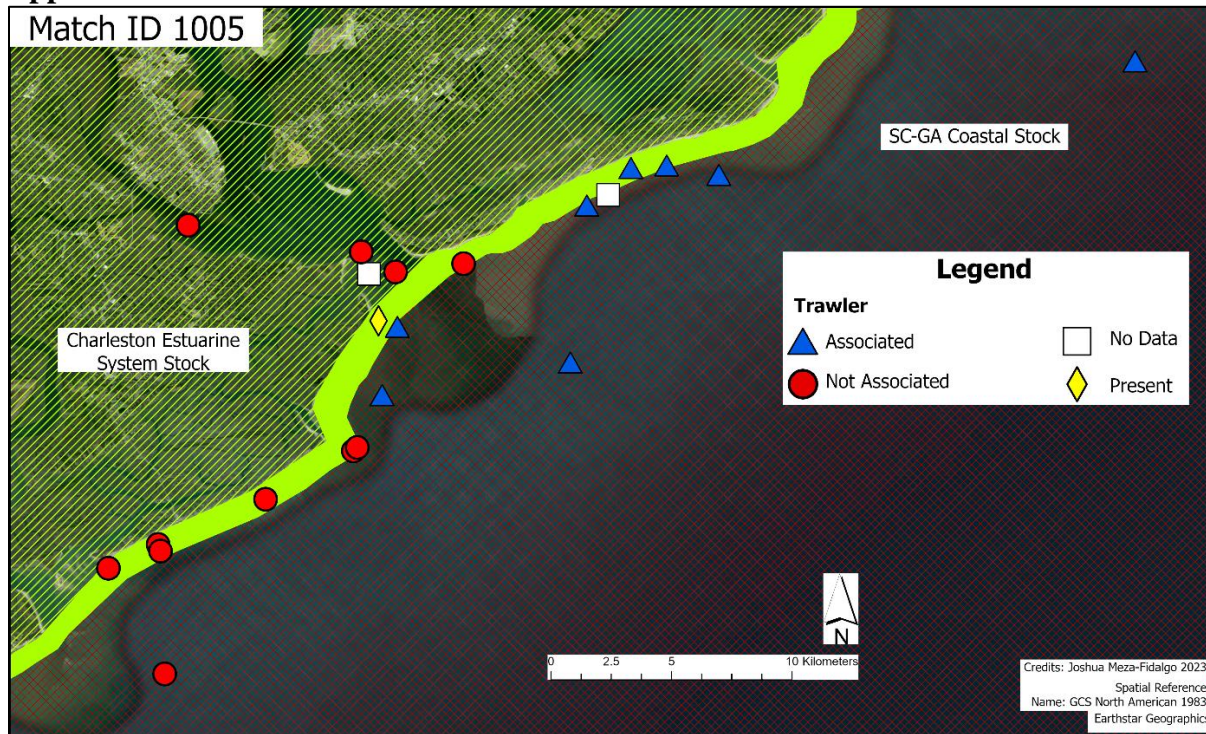 Match ID 1005
SC-GA Coastal Stock
Charleston Estuarine
System Stock
Legend
Trawler
Associated
No Data
Not Associated
Present
N
0 2.5 5 10 Kilometers
Credits: Joshua Meza-Fidalgo 2023
Spatial Reference
Name: GCS North American 1983
Earthstar Geographics